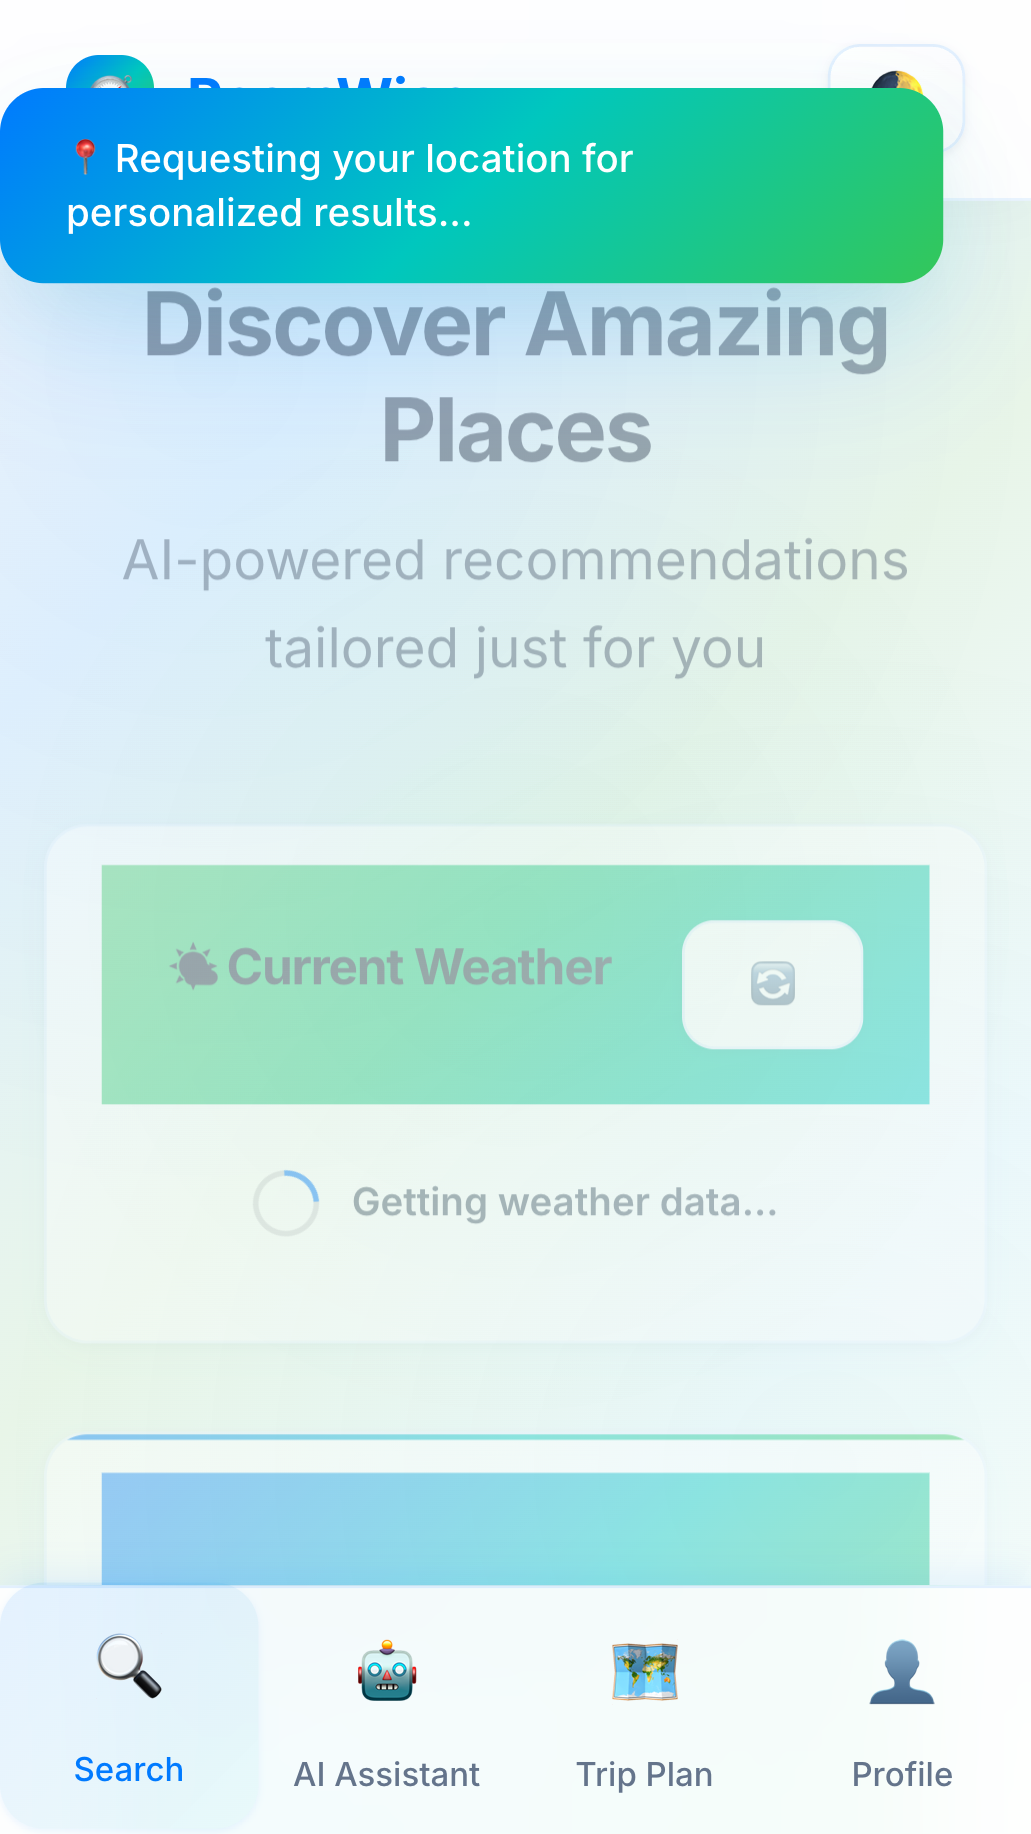 📍 Requesting your location for
personalized results...
Discover Amazing
Places
AI-powered recommendations
tailored just for you
🌤 Current Weather
Getting weather data...
Search
AI Assistant
Trip Plan
Profile